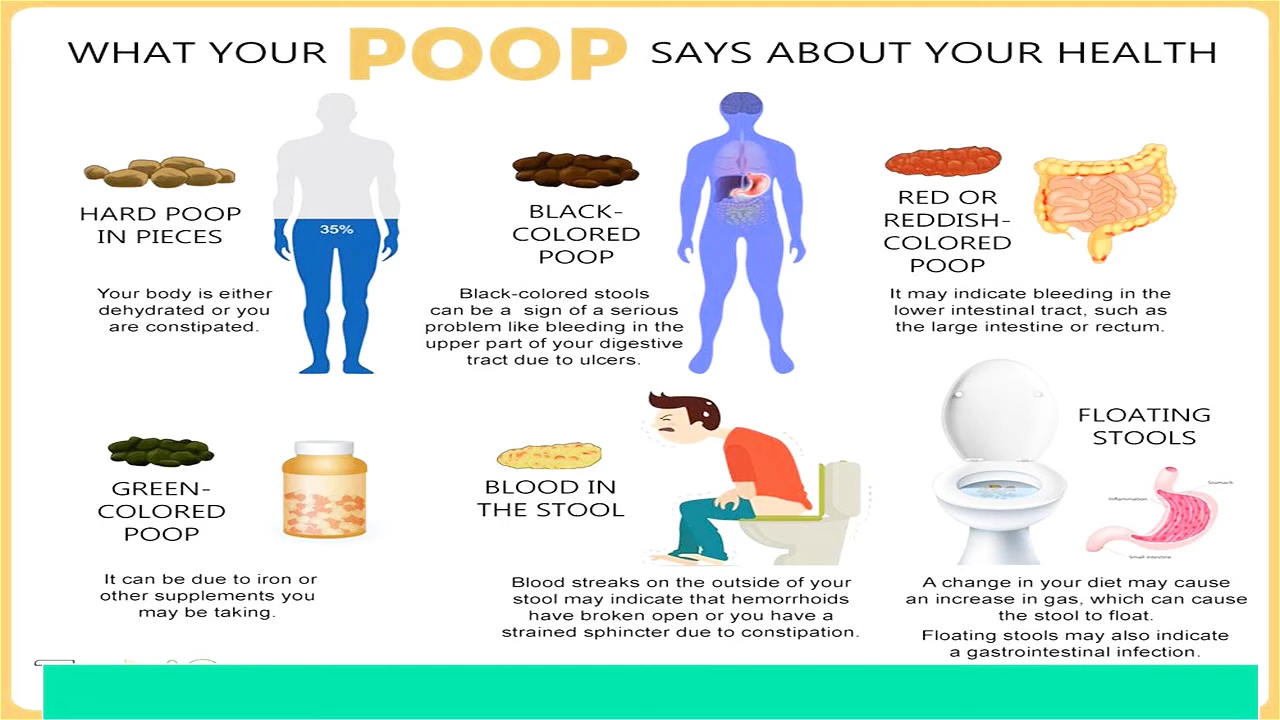 WHAT YOUR POOP SAYS ABOUT YOUR HEALTH
HARD POOP
IN PIECES
Your body is either
dehydrated or you
are constipated.
35%
BLACK-
COLORED
POOP
Black-colored stools
can be a sign of a serious
problem like bleeding in the
upper part of your digestive
tract due to ulcers.
RED OR
REDDISH-
COLORED
POOP
It may indicate bleeding in the
lower intestinal tract, such as
the large intestine or rectum.
GREEN-
COLORED
POOP
It can be due to iron or
other supplements you
may be taking.
BLOOD IN
THE STOOL
Blood streaks on the outside of your
stool may indicate that hemorrhoids
have broken open or you have a
strained sphincter due to constipation.
FLOATING
STOOLS
Stomach
Inflammation
Small intestine
A change in your diet may cause
an increase in gas, which can cause
the stool to float.
Floating stools may also indicate
a gastrointestinal infection.